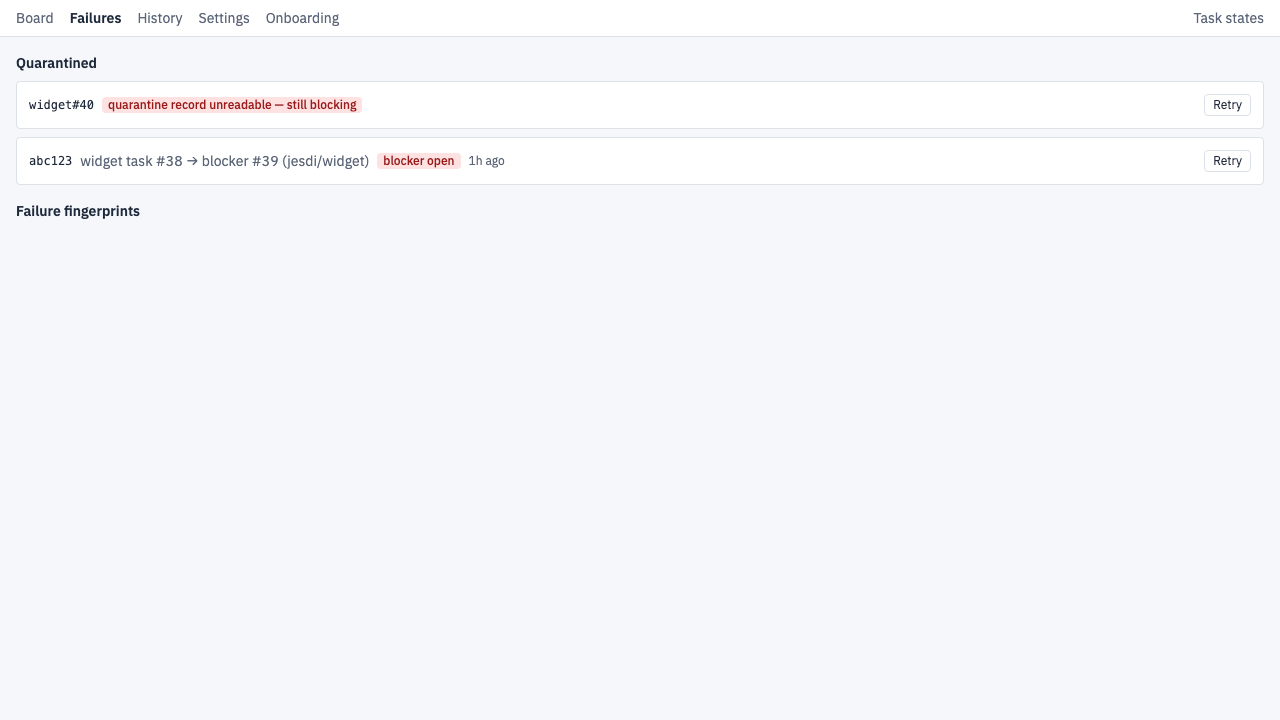 Board Failures History Settings Onboarding Task states
Quarantined
widget#40 quarantine record unreadable — still blocking Retry
abc123 widget task #38 → blocker #39 (jesdi/widget) blocker open 1h ago Retry
Failure fingerprints